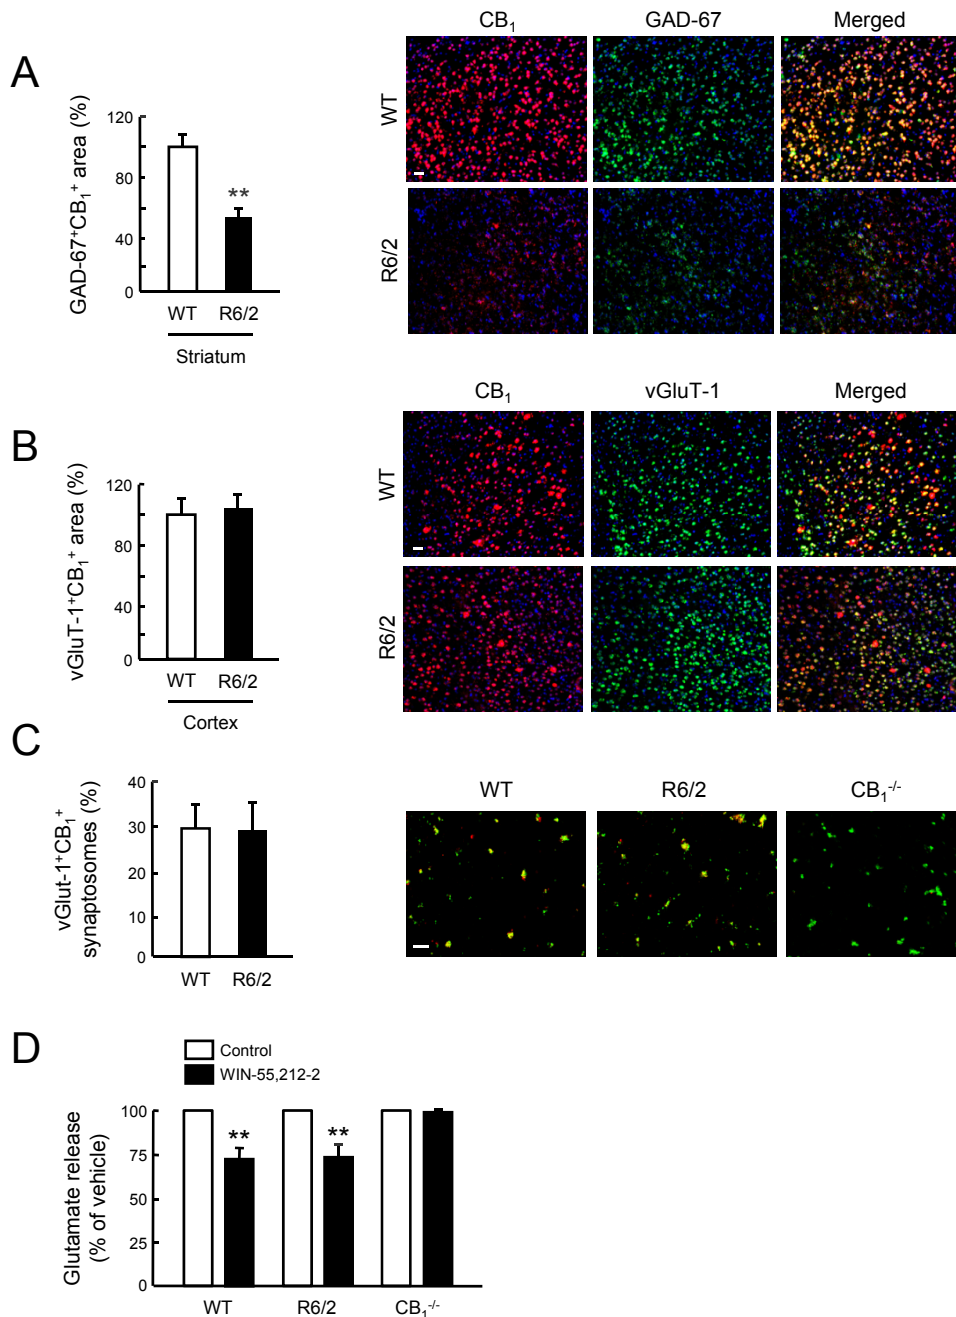 A
CB1 GAD-67 Merged
WT
R6/2
GAD-67+CB1+ area (%)
120
80
40
0
**
WT R6/2
Striatum
B
CB1 vGluT-1 Merged
WT
R6/2
vGluT-1+CB1+ area (%)
120
80
40
0
WT R6/2
Cortex
C
vGlut-1+CB1+
synaptosomes (%)
40
30
20
10
0
WT R6/2
WT R6/2 CB1-/-
D
Control
WIN-55,212-2
Glutamate release
(% of vehicle)
100
75
50
25
0
** **
WT R6/2 CB1-/-